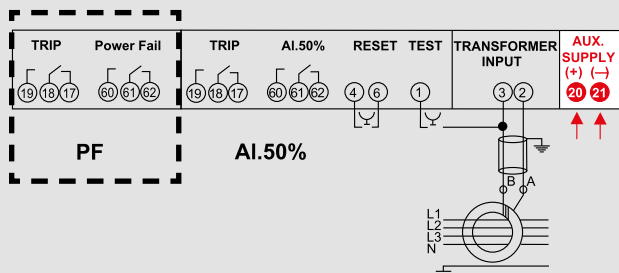 TRIP Power Fail TRIP Al.50% RESET TEST TRANSFORMER INPUT AUX. SUPPLY
(+) (—)
19 18 17 60 61 62 19 18 17 60 61 62 4 6 1 3 2 20 21
PF Al.50%
B A
L1
L2
L3
N